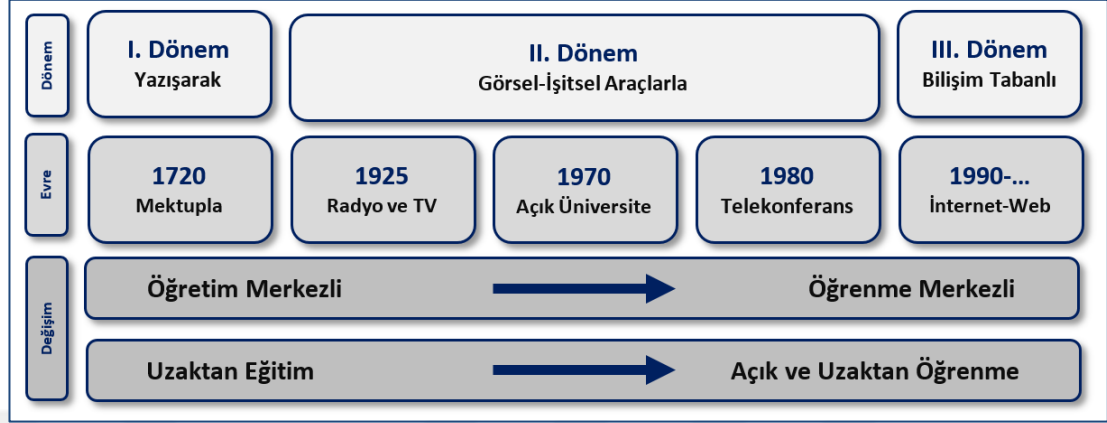 Dönem
I. Dönem
Yazışarak
II. Dönem
Görsel-İşitsel Araçlarla
III. Dönem
Bilişim Tabanlı
Evre
1720
Mektupla
1925
Radyo ve TV
1970
Açık Üniversite
1980
Telekonferans
1990-...
İnternet-Web
Değişim
Öğretim Merkezli
Öğrenme Merkezli
Uzaktan Eğitim
Açık ve Uzaktan Öğrenme